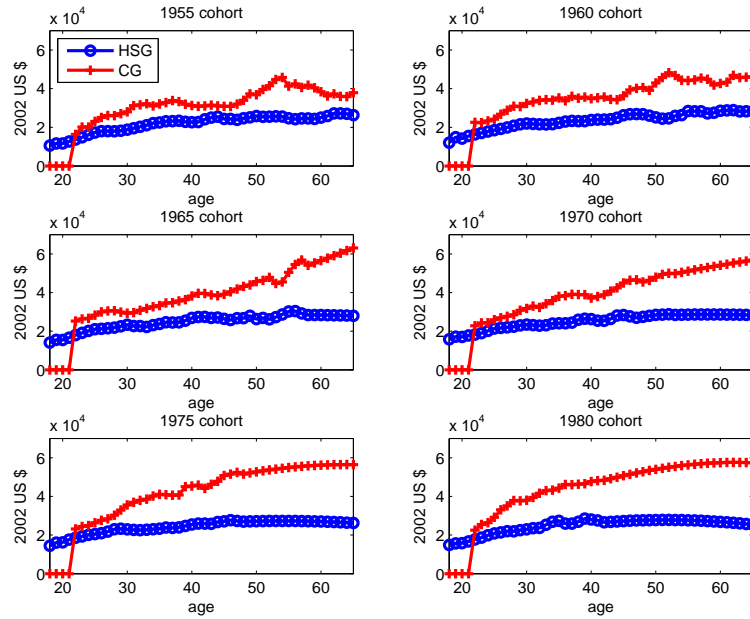 1955 cohort
x 10^4
6
4
2
0
2002 US $
HSG
CG
20 30 40 50 60
age
1960 cohort
x 10^4
6
4
2
0
2002 US $
20 30 40 50 60
age
1965 cohort
x 10^4
6
4
2
0
2002 US $
20 30 40 50 60
age
1970 cohort
x 10^4
6
4
2
0
2002 US $
20 30 40 50 60
age
1975 cohort
x 10^4
6
4
2
0
2002 US $
20 30 40 50 60
age
1980 cohort
x 10^4
6
4
2
0
2002 US $
20 30 40 50 60
age